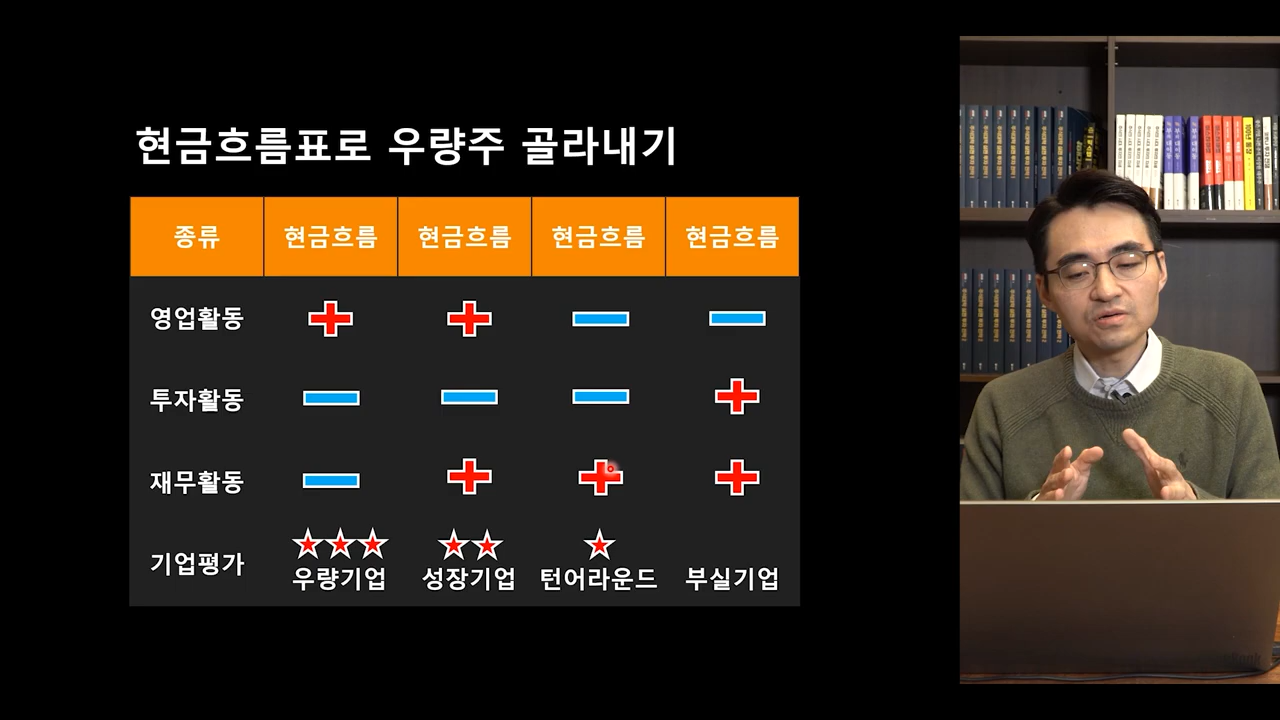 현금흐름표로 우량주 골라내기
종류 현금흐름 현금흐름 현금흐름 현금흐름
영업활동 + + - -
투자활동 - - - +
재무활동 - + + +
기업평가 ★★★ ★★ ★
우량기업 성장기업 턴어라운드 부실기업